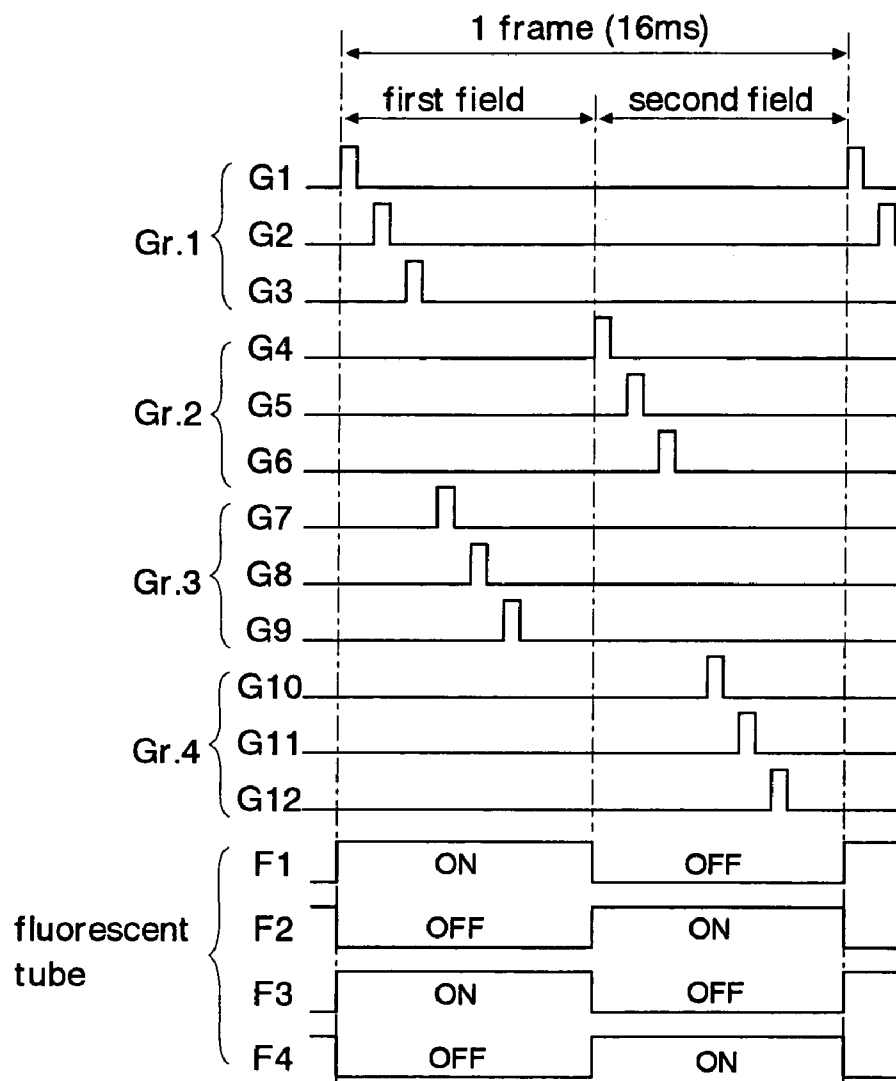 1 frame (16ms)
first field
second field
G1
Gr.1
G2
G3
G4
Gr.2
G5
G6
G7
Gr.3
G8
G9
G10
Gr.4
G11
G12
F1
ON
OFF
fluorescent
tube
F2
OFF
ON
F3
ON
OFF
F4
OFF
ON